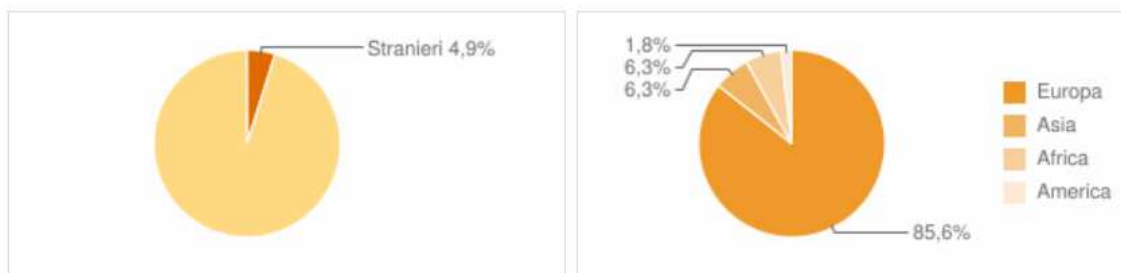 Stranieri 4,9%
1,8%
6,3%
6,3%
Europa
Asia
Africa
America
85,6%